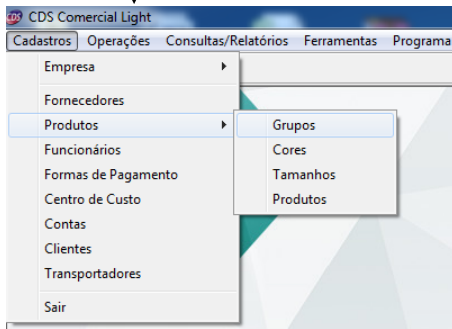 CDS Comercial Light
Cadastros Operações Consultas/Relatórios Ferramentas Programa
Empresa
Fornecedores
Produtos
Funcionários
Formas de Pagamento
Centro de Custo
Contas
Clientes
Transportadores
Sair
Grupos
Cores
Tamanhos
Produtos